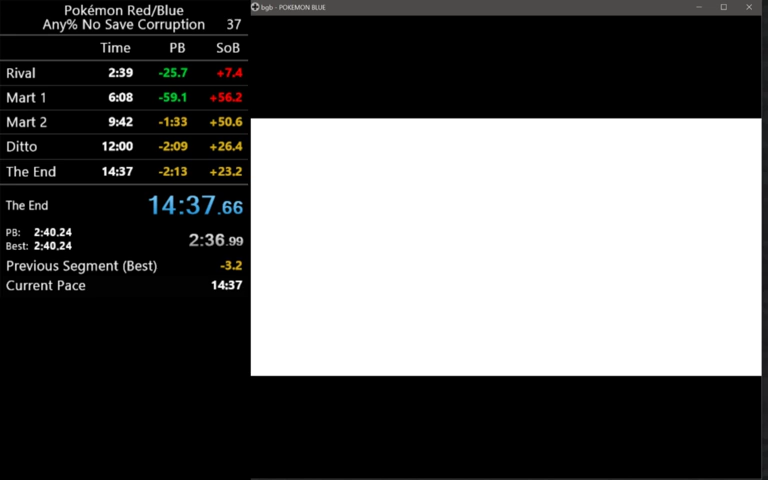 Pokémon Red/Blue
Any% No Save Corruption 37
Time PB SoB
Rival 2:39 -25.7 +7.4
Mart 1 6:08 -59.1 +56.2
Mart 2 9:42 -1:33 +50.6
Ditto 12:00 -2:09 +26.4
The End 14:37 -2:13 +23.2
The End 14:37.66
PB: 2:40.24
Best: 2:40.24
2:36.99
Previous Segment (Best) -3.2
Current Pace 14:37
bgb - POKEMON BLUE